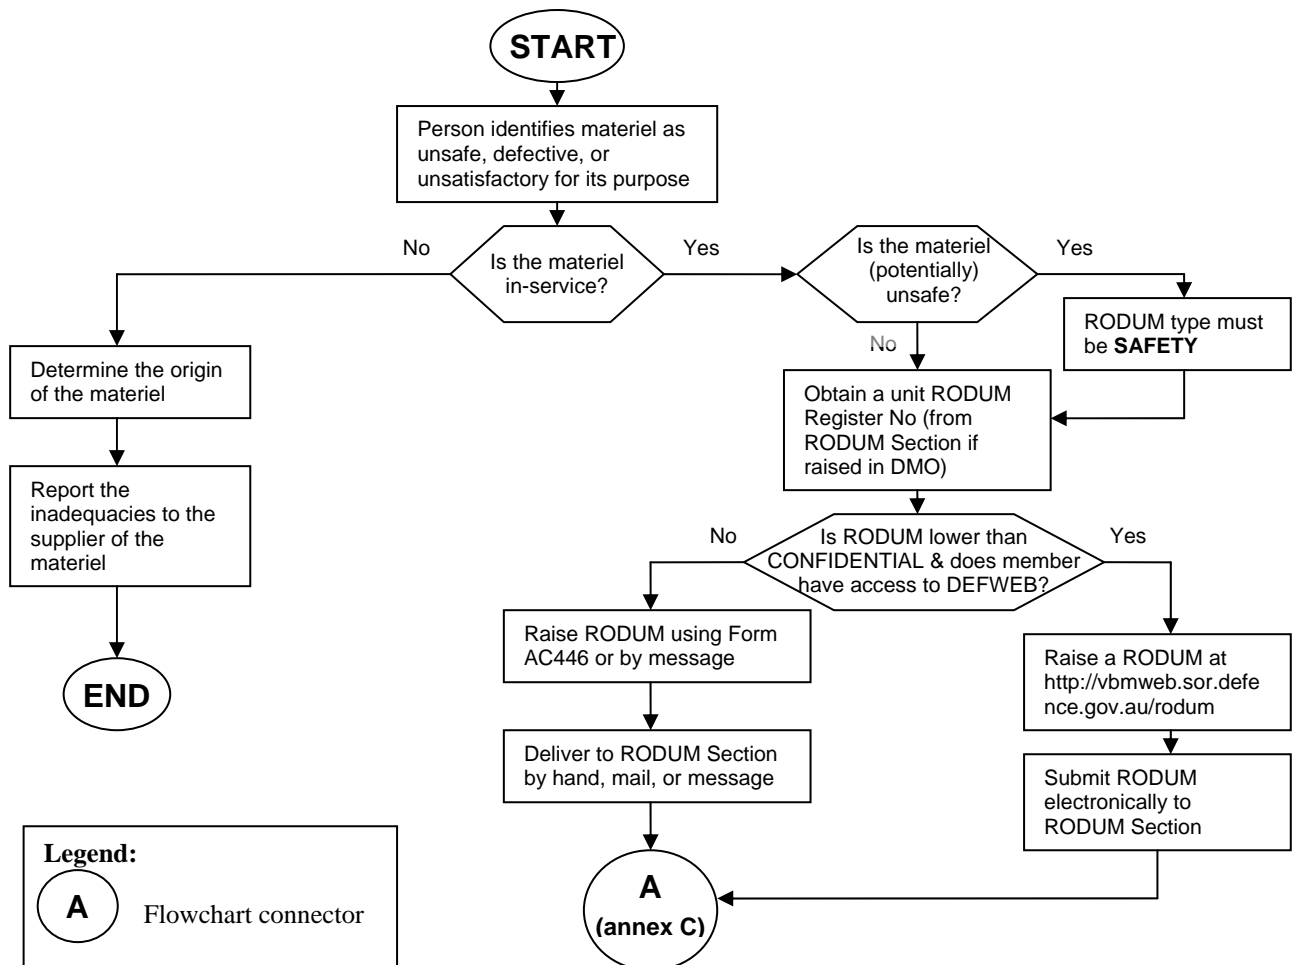 START
Person identifies materiel as
unsafe, defective, or
unsatisfactory for its purpose
No
Is the materiel
in-service?
Yes
Is the materiel
(potentially)
unsafe?
Yes
RODUM type must
be SAFETY
No
Determine the origin
of the materiel
Obtain a unit RODUM
Register No (from
RODUM Section if
raised in DMO)
Report the
inadequacies to the
supplier of the
materiel
No
Is RODUM lower than
CONFIDENTIAL & does member
have access to DEFWEB?
Yes
Raise RODUM using Form
AC446 or by message
Raise a RODUM at
http://vbmweb.sor.defe
nce.gov.au/rodum
END
Deliver to RODUM Section
by hand, mail, or message
Submit RODUM
electronically to
RODUM Section
A
(annex C)
Legend:
A
Flowchart connector